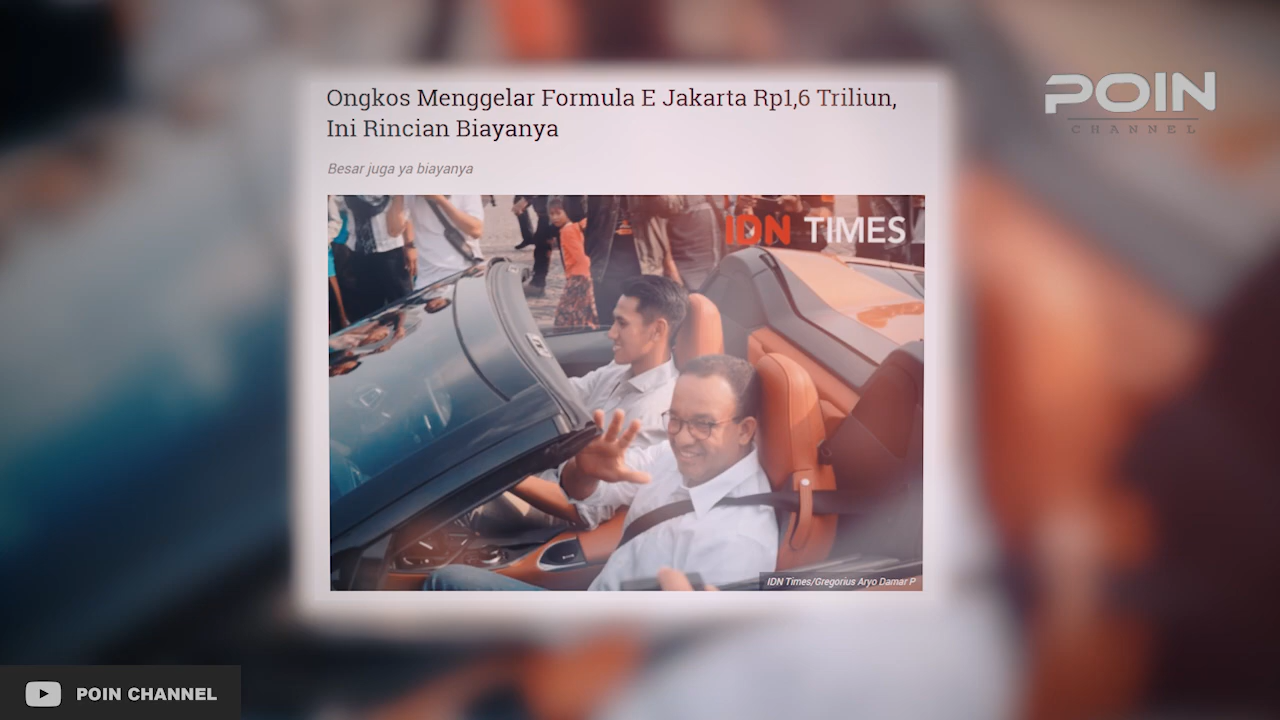 Ongkos Menggelar Formula E Jakarta Rp1,6 Triliun,
Ini Rincian Biayanya
Besar juga ya biayanya
IDN TIMES
IDN Times/Gregorius Aryo Damar P
POIN
CHANNEL
POIN CHANNEL